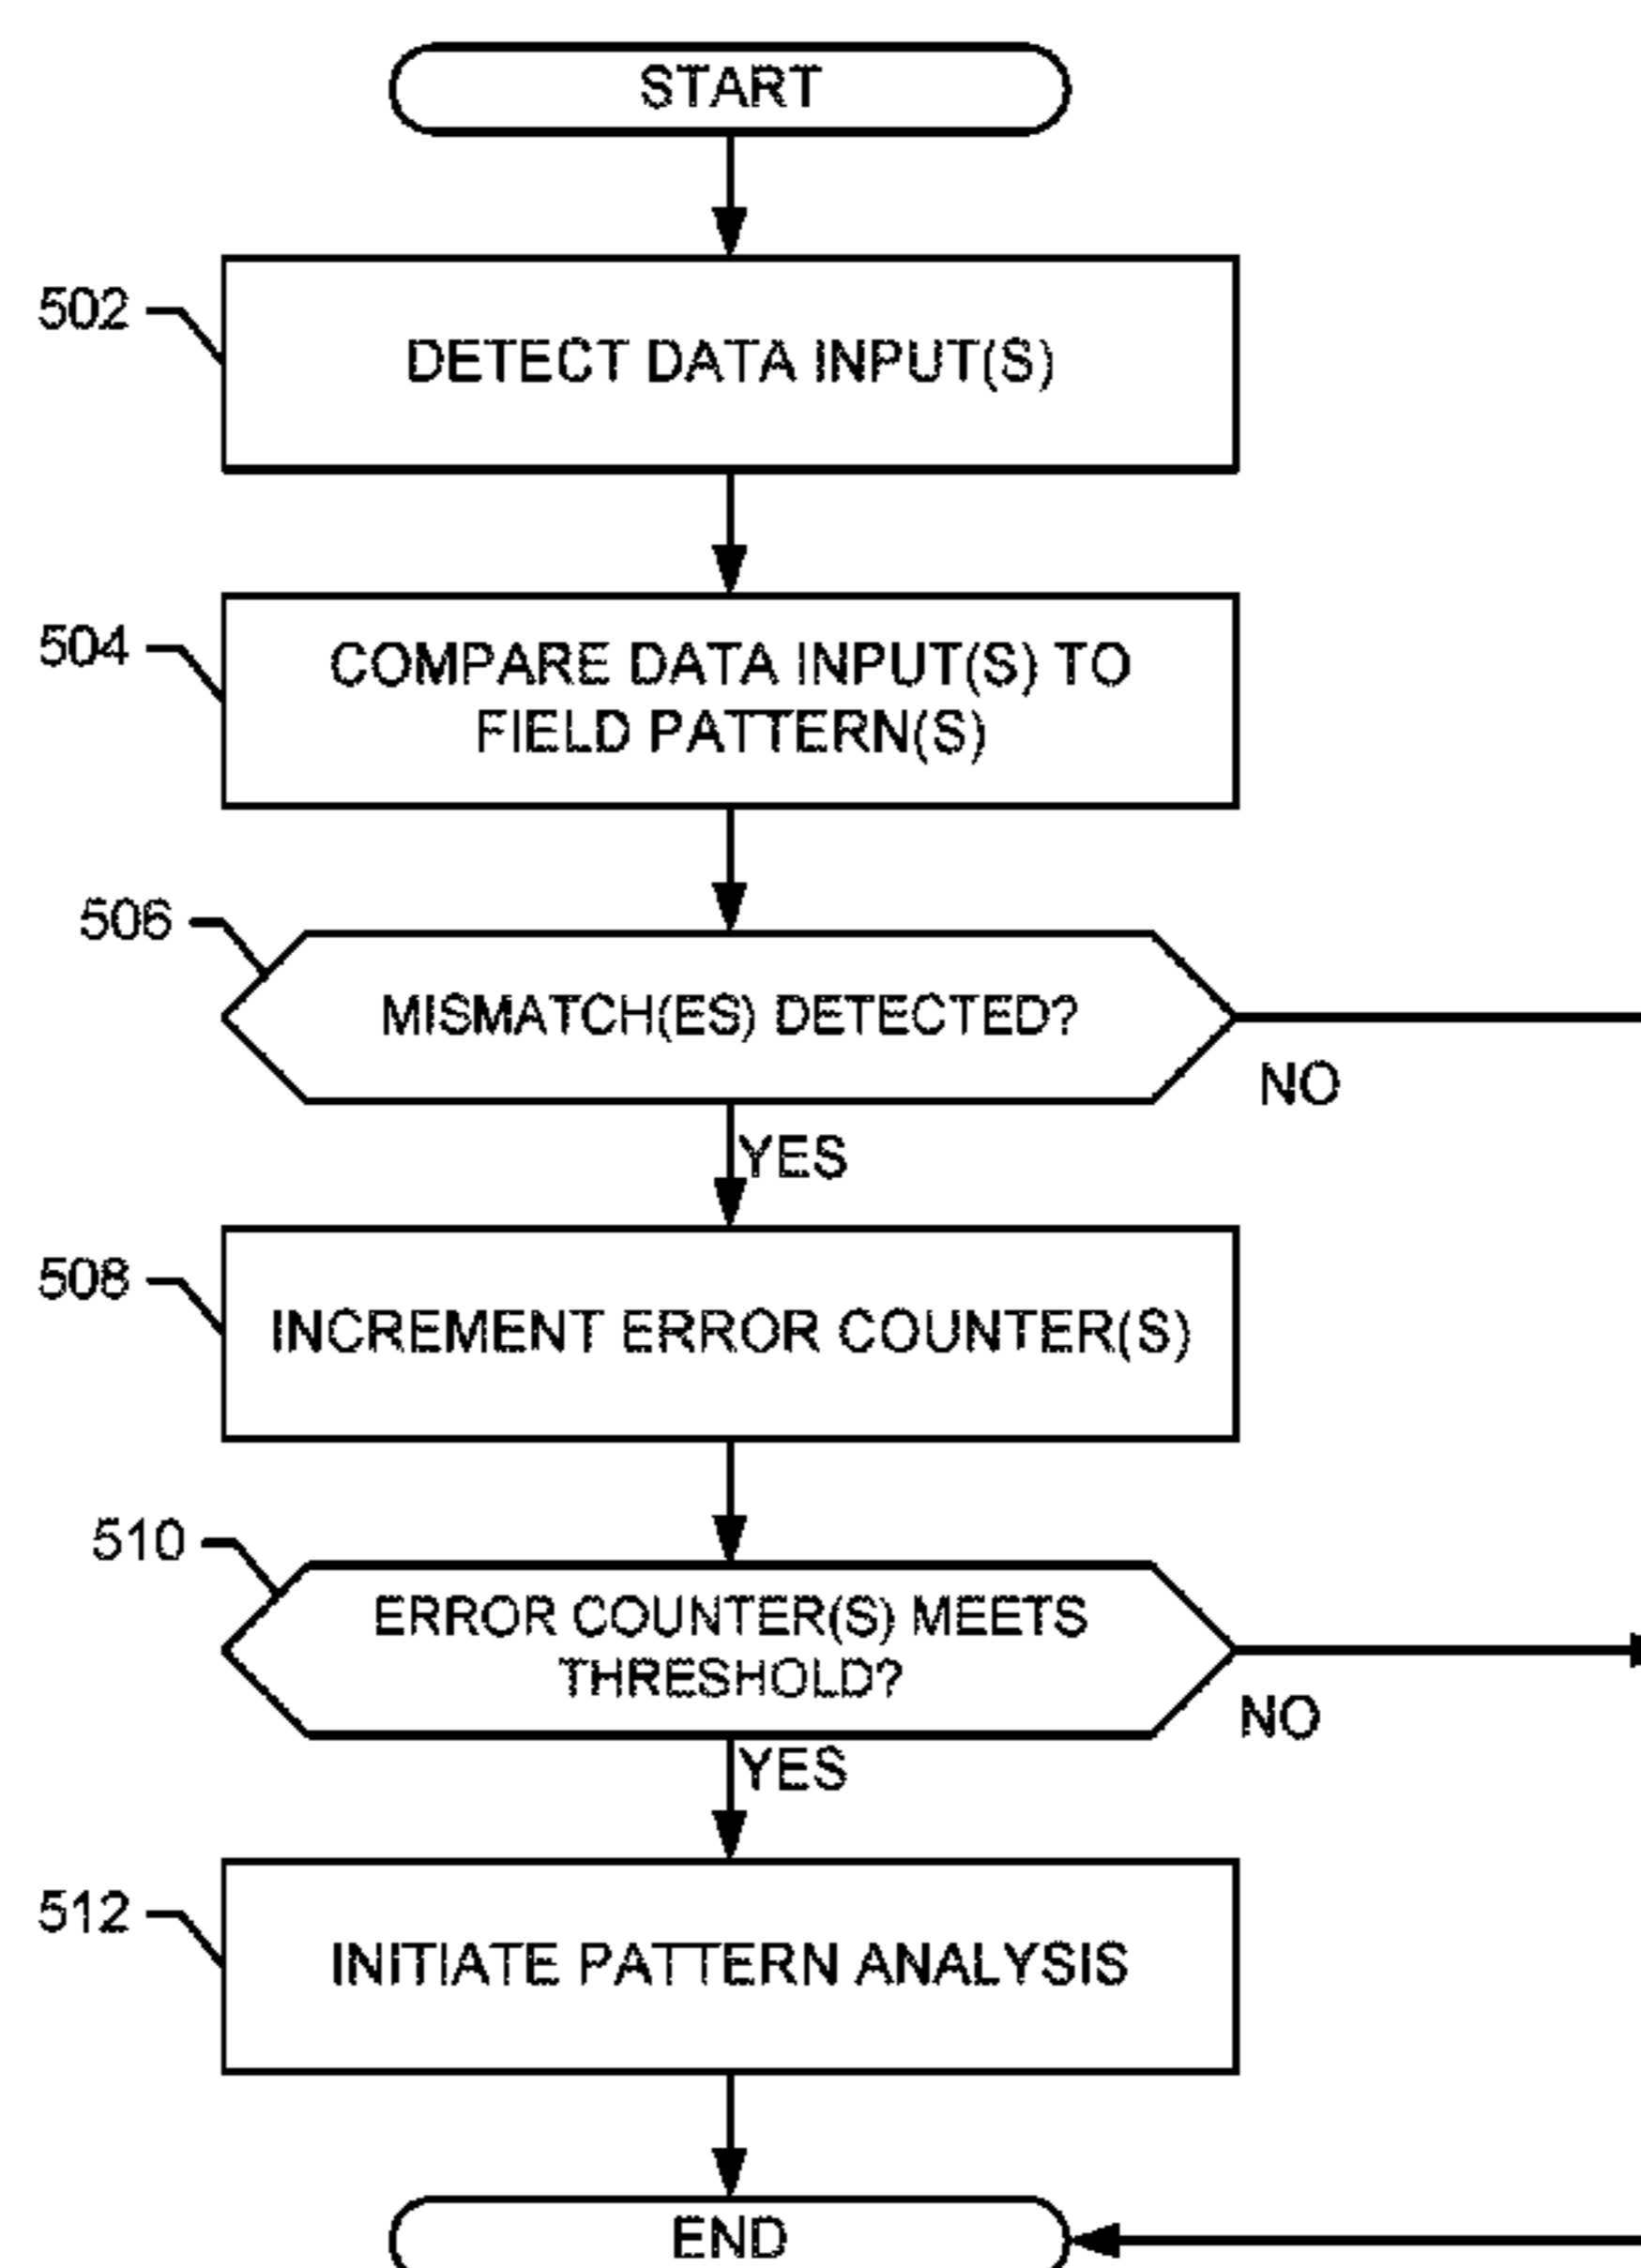 START
502
DETECT DATA INPUT(S)
504
COMPARE DATA INPUT(S) TO
FIELD PATTERN(S)
506
MISMATCH(ES) DETECTED?
NO
YES
508
INCREMENT ERROR COUNTER(S)
510
ERROR COUNTER(S) MEETS
THRESHOLD?
NO
YES
512
INITIATE PATTERN ANALYSIS
END